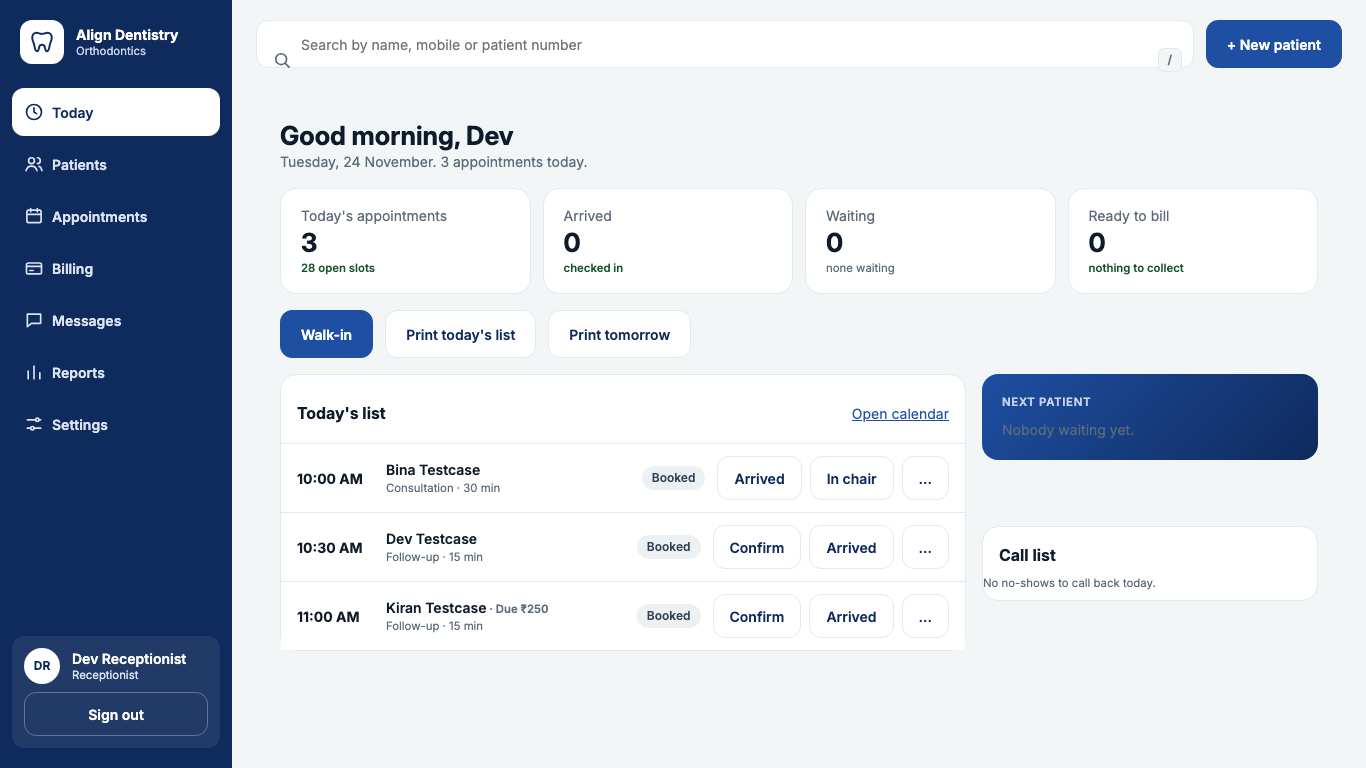 Align Dentistry
Orthodontics
Today
Patients
Appointments
Billing
Messages
Reports
Settings
DR
Dev Receptionist
Receptionist
Sign out
Search by name, mobile or patient number
/
+ New patient
Good morning, Dev
Tuesday, 24 November. 3 appointments today.
Today's appointments
3
28 open slots
Arrived
0
checked in
Waiting
0
none waiting
Ready to bill
0
nothing to collect
Walk-in
Print today's list
Print tomorrow
Today's list
Open calendar
10:00 AM
Bina Testcase
Consultation · 30 min
Booked
Arrived
In chair
...
10:30 AM
Dev Testcase
Follow-up · 15 min
Booked
Confirm
Arrived
...
11:00 AM
Kiran Testcase · Due ₹250
Follow-up · 15 min
Booked
Confirm
Arrived
...
NEXT PATIENT
Nobody waiting yet.
Call list
No no-shows to call back today.